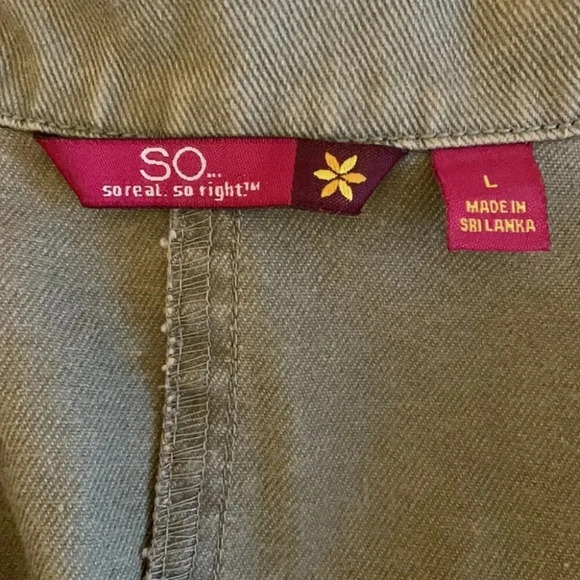 SO...
so real. so right.™
L
MADE IN
SRI LANKA